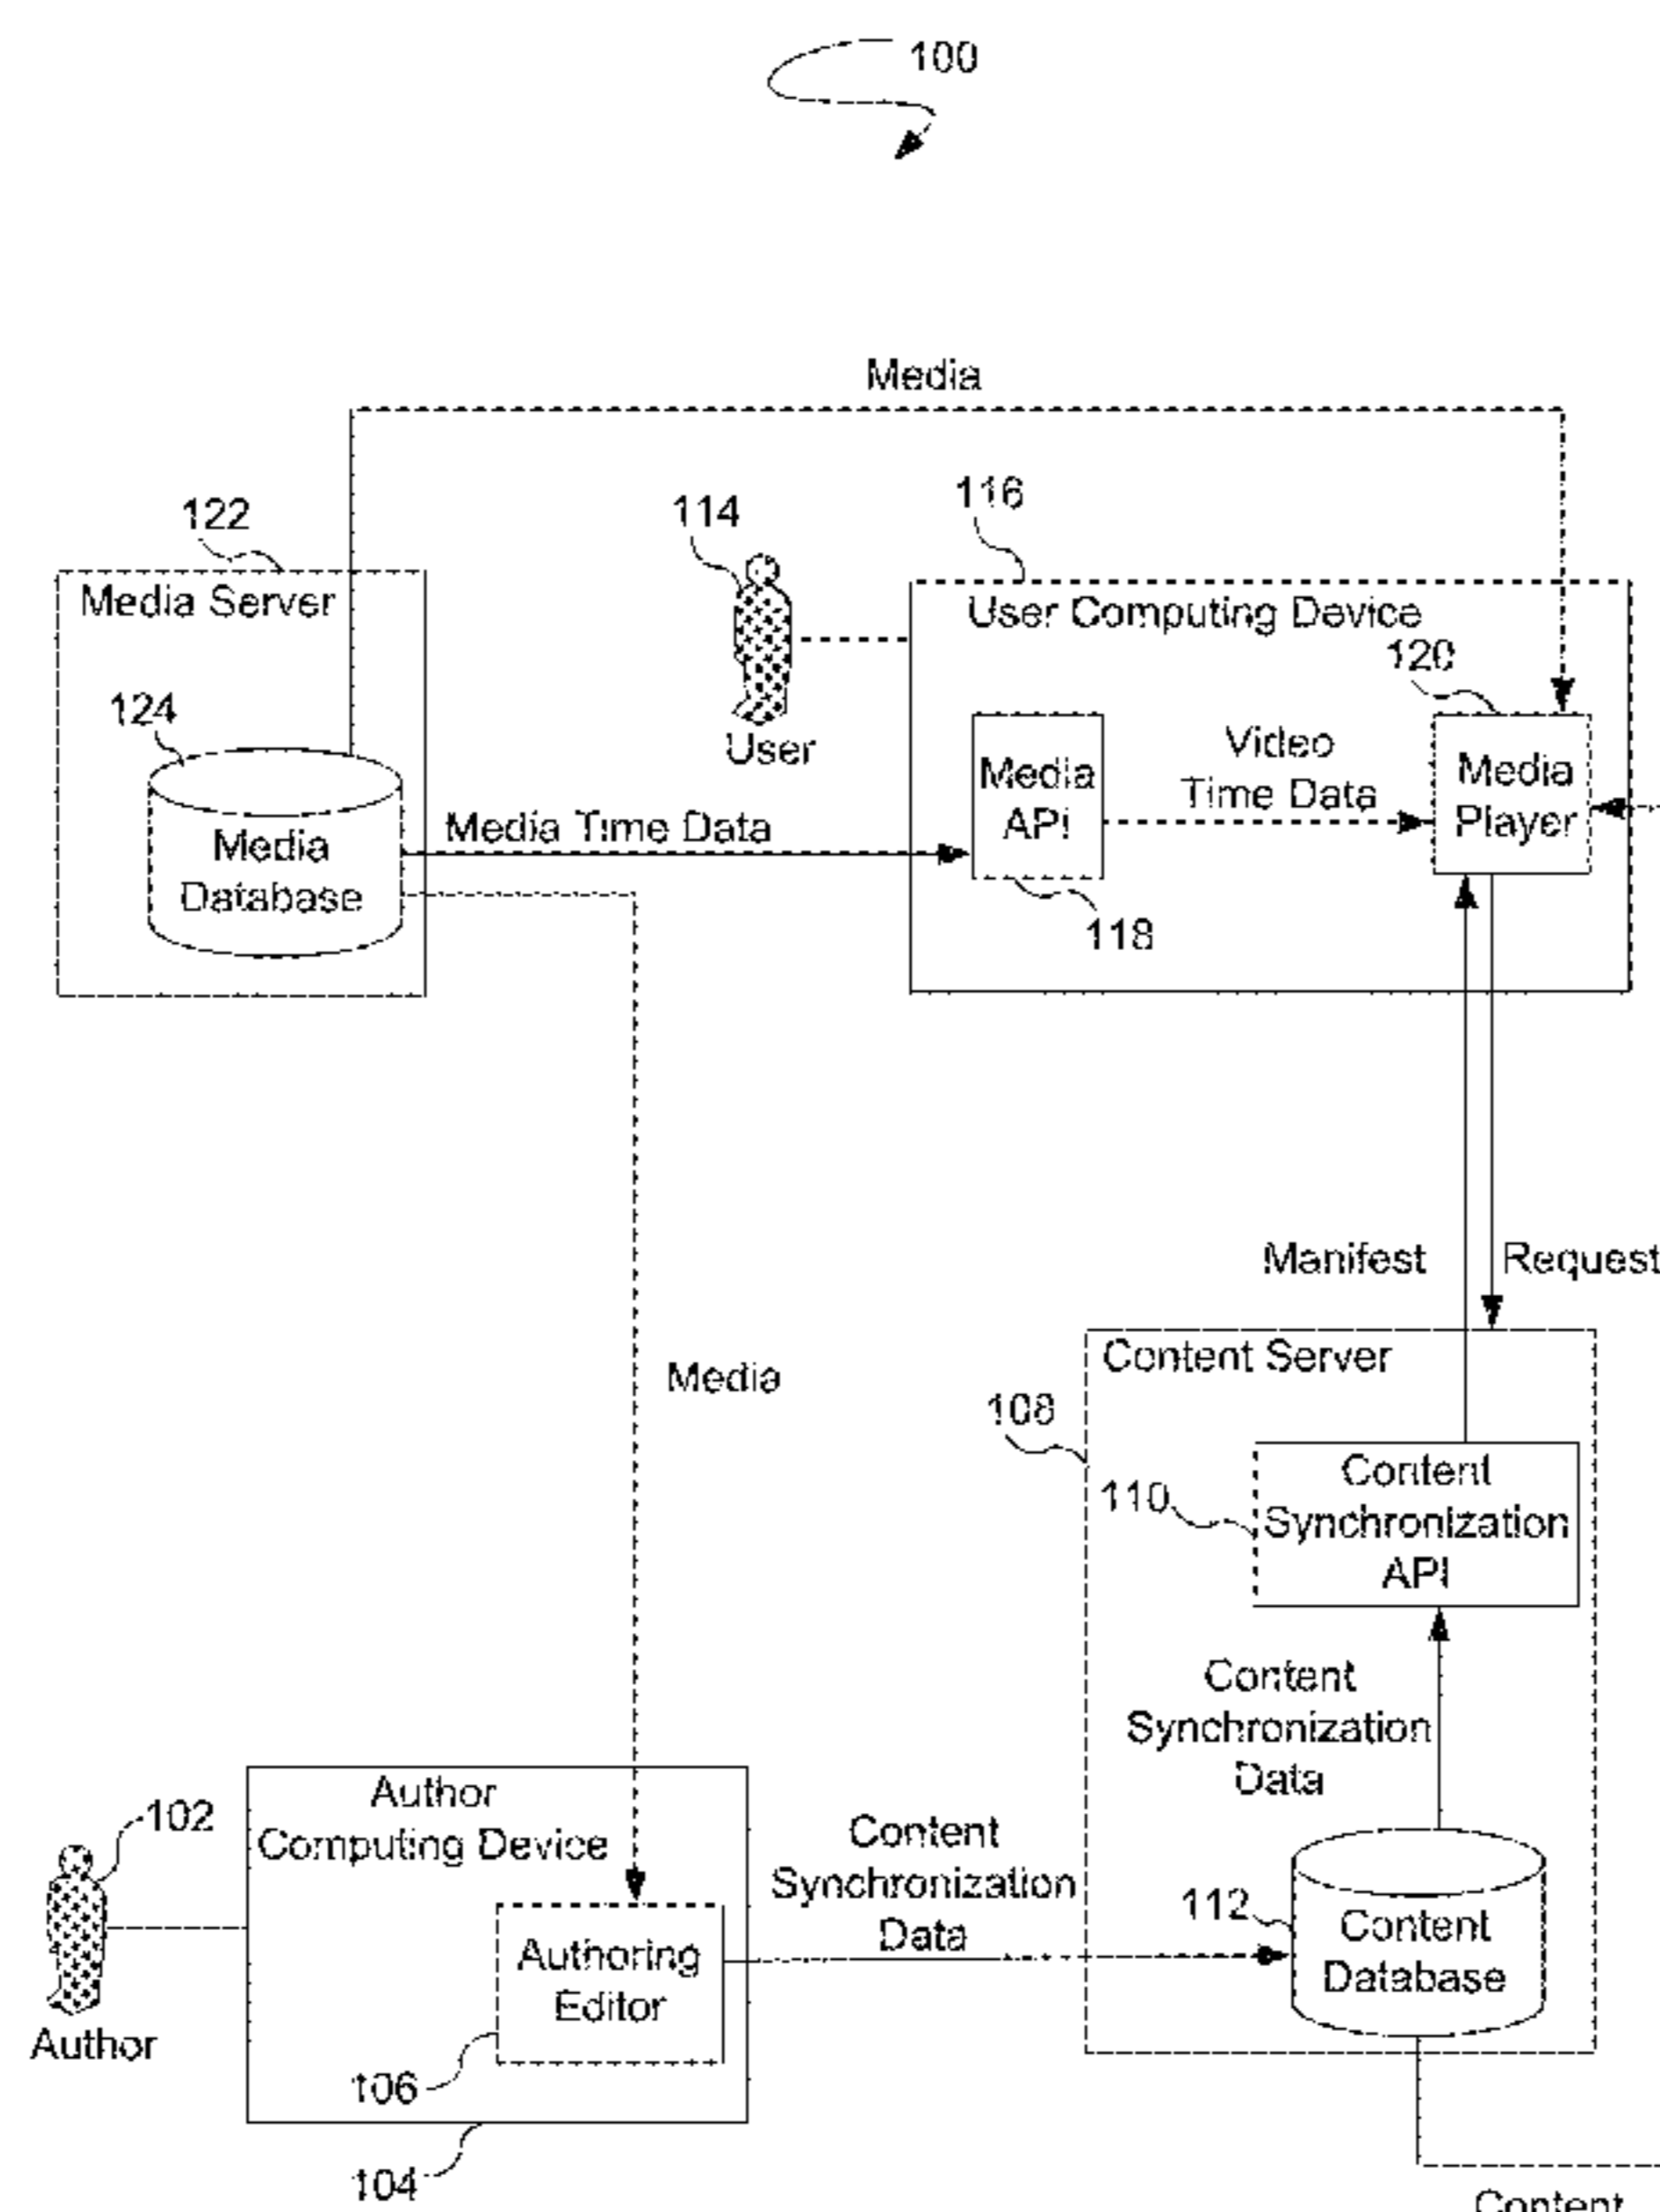 100
Media
122
114
116
Media Server
User Computing Device
120
124
User
Media
API
Video
Time Data
Media
Player
Media Time Data
Media
Database
118
Manifest
Request
Media
Content Server
108
110
Content
Synchronization
API
Content
Synchronization
Data
Author
Computing Device
102
Content
Synchronization
Data
112
Content
Database
Authoring
Editor
Author
106
104
Content